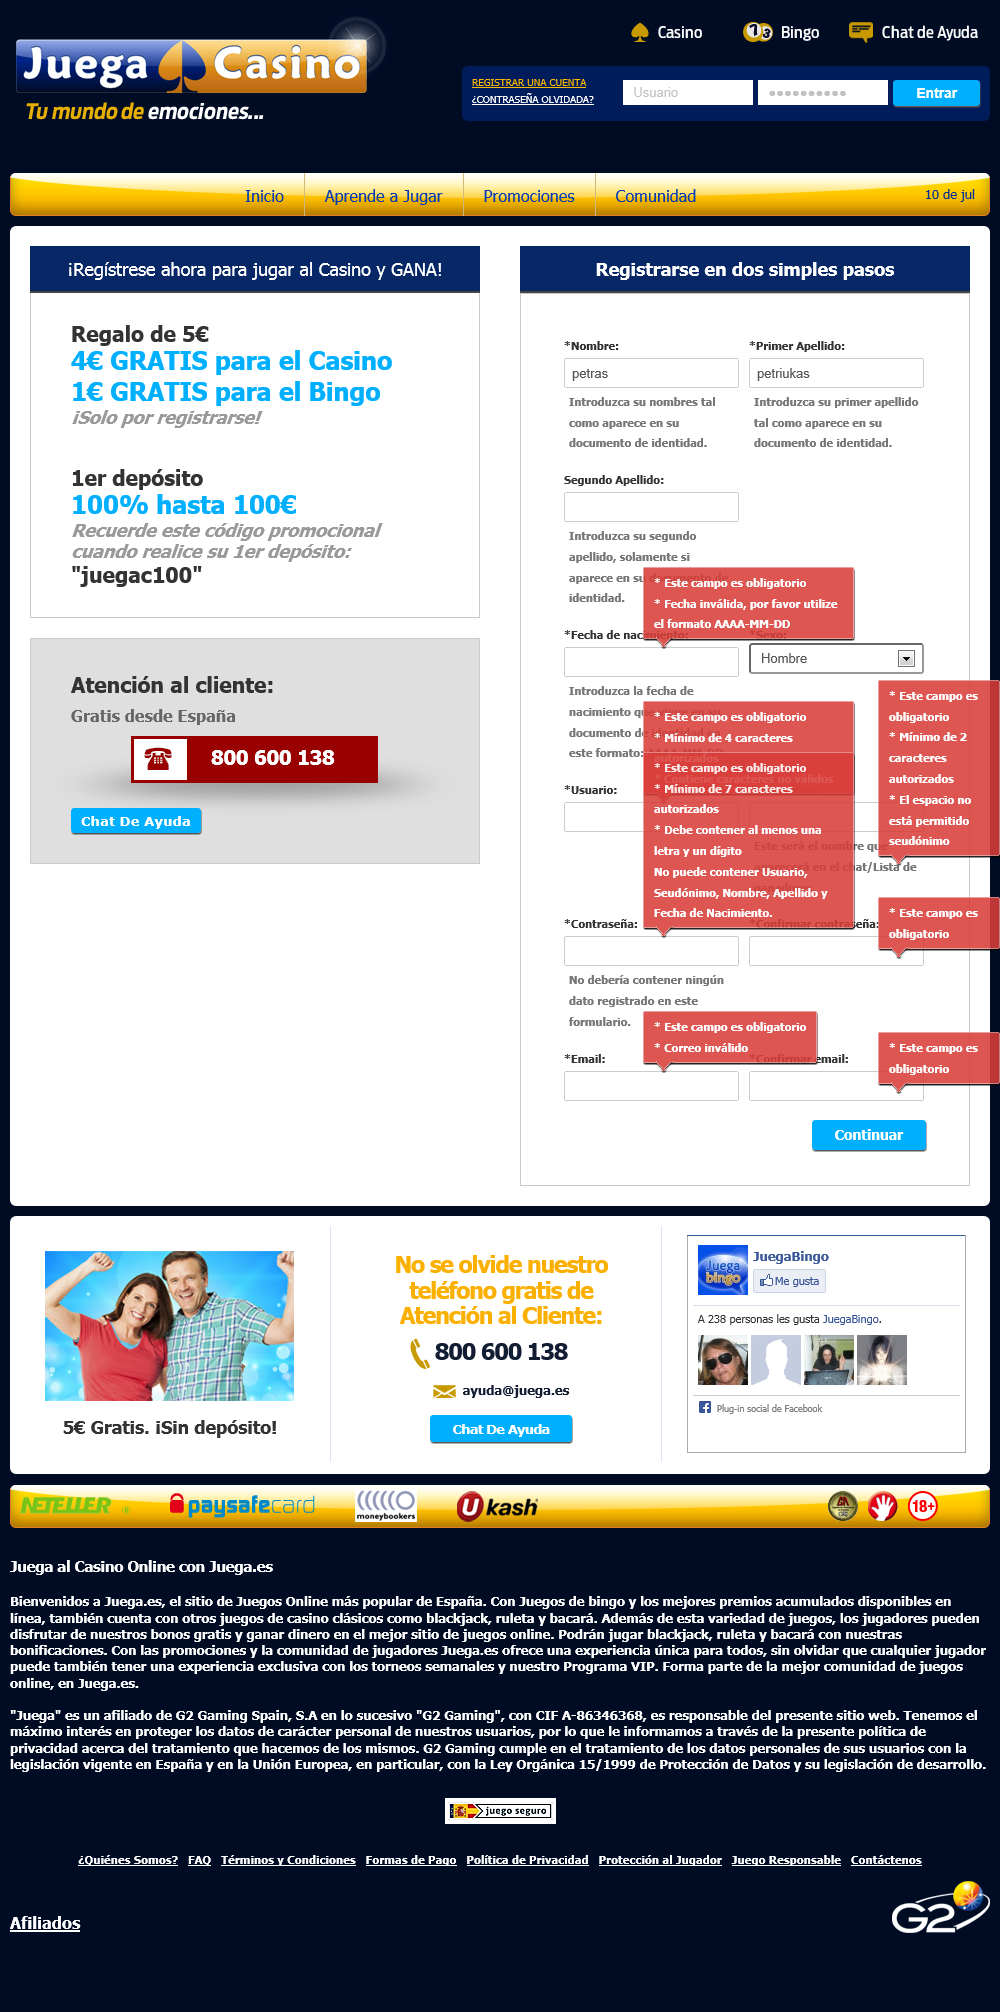 Casino
Bingo
Chat de Ayuda
Juega Casino
Tu mundo de emociones...
REGISTRAR UNA CUENTA
¿CONTRASEÑA OLVIDADA?
Usuario
Entrar
Inicio
Aprende a Jugar
Promociones
Comunidad
10 de jul
¡Regístrese ahora para jugar al Casino y GANA!
Regalo de 5€
4€ GRATIS para el Casino
1€ GRATIS para el Bingo
¡Solo por registrarse!
1er depósito
100% hasta 100€
Recuerde este código promocional
cuando realice su 1er depósito:
"juegac100"
Atención al cliente:
Gratis desde España
800 600 138
Chat De Ayuda
Registrarse en dos simples pasos
*Nombre:
*Primer Apellido:
petras
petriukas
Introduzca su nombres tal
como aparece en su
documento de identidad.
Introduzca su primer apellido
tal como aparece en su
documento de identidad.
Segundo Apellido:
Introduzca su segundo
apellido, solamente si
aparece en su documento de
identidad.
* Este campo es obligatorio
* Fecha inválida, por favor utilize
el formato AAAA-MM-DD
*Fecha de nacimiento:
*Sexo:
Hombre
Introduzca la fecha de
nacimiento que viene en su
documento de identidad en
este formato: AAAA-MM-DD
* Este campo es obligatorio
* Mínimo de 4 caracteres
autorizados
* Contiene caracteres no válidos
* Este campo es
obligatorio
* Mínimo de 2
caracteres
autorizados
* El espacio no
está permitido
seudónimo
*Usuario:
Este será el nombre que
aparecerá en el chat/Lista de
* Este campo es obligatorio
* Mínimo de 7 caracteres
autorizados
* Debe contener al menos una
letra y un dígito
No puede contener Usuario,
Seudónimo, Nombre, Apellido y
Fecha de Nacimiento.
* Este campo es
obligatorio
*Contraseña:
*Confirmar contraseña:
No debería contener ningún
dato registrado en este
formulario.
* Este campo es obligatorio
* Correo inválido
* Este campo es
obligatorio
*Email:
*Confirmar email:
Continuar
5€ Gratis. ¡Sin depósito!
No se olvide nuestro
teléfono gratis de
Atención al Cliente:
800 600 138
ayuda@juega.es
Chat De Ayuda
Juega
bingo
JuegaBingo
Me gusta
A 238 personas les gusta JuegaBingo.
Plug-in social de Facebook
NETELLER
paysafecard
moneybookers
Ukash
18+
Juega al Casino Online con Juega.es
Bienvenidos a Juega.es, el sitio de Juegos Online más popular de España. Con Juegos de bingo y los mejores premios acumulados disponibles en
línea, también cuenta con otros juegos de casino clásicos como blackjack, ruleta y bacará. Además de esta variedad de juegos, los jugadores pueden
disfrutar de nuestros bonos gratis y ganar dinero en el mejor sitio de juegos online. Podrán jugar blackjack, ruleta y bacará con nuestras
bonificaciones. Con las promociones y la comunidad de jugadores Juega.es ofrece una experiencia única para todos, sin olvidar que cualquier jugador
puede también tener una experiencia exclusiva con los torneos semanales y nuestro Programa VIP. Forma parte de la mejor comunidad de juegos
online, en Juega.es.
"Juega" es un afiliado de G2 Gaming Spain, S.A en lo sucesivo "G2 Gaming", con CIF A-86346368, es responsable del presente sitio web. Tenemos el
máximo interés en proteger los datos de carácter personal de nuestros usuarios, por lo que le informamos a través de la presente política de
privacidad acerca del tratamiento que hacemos de los mismos. G2 Gaming cumple en el tratamiento de los datos personales de sus usuarios con la
legislación vigente en España y en la Unión Europea, en particular, con la Ley Orgánica 15/1999 de Protección de Datos y su legislación de desarrollo.
juego seguro
¿Quiénes Somos?
FAQ
Términos y Condiciones
Formas de Pago
Política de Privacidad
Protección al Jugador
Juego Responsable
Contáctenos
Afiliados
G2